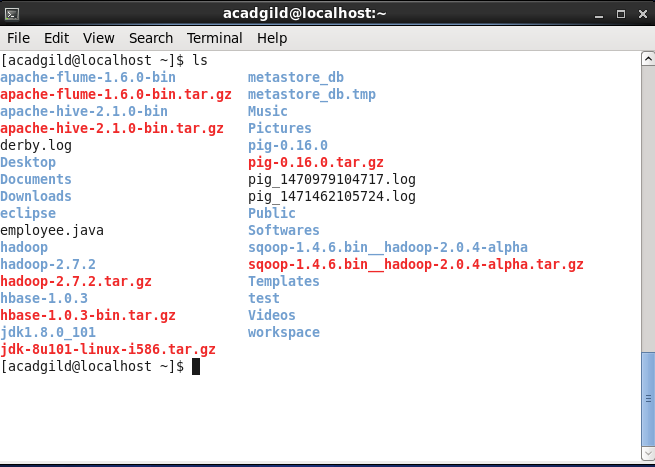 acadgild@localhost:~
File Edit View Search Terminal Help
[acadgild@localhost ~]$ ls
apache-flume-1.6.0-bin metastore_db
apache-flume-1.6.0-bin.tar.gz metastore_db.tmp
apache-hive-2.1.0-bin Music
apache-hive-2.1.0-bin.tar.gz Pictures
derby.log pig-0.16.0
Desktop pig-0.16.0.tar.gz
Documents pig_1470979104717.log
Downloads pig_1471462105724.log
eclipse Public
employee.java Softwares
hadoop sqoop-1.4.6.bin__hadoop-2.0.4-alpha
hadoop-2.7.2 sqoop-1.4.6.bin__hadoop-2.0.4-alpha.tar.gz
hadoop-2.7.2.tar.gz Templates
hbase-1.0.3 test
hbase-1.0.3-bin.tar.gz Videos
jdk1.8.0_101 workspace
jdk-8u101-linux-i586.tar.gz
[acadgild@localhost ~]$